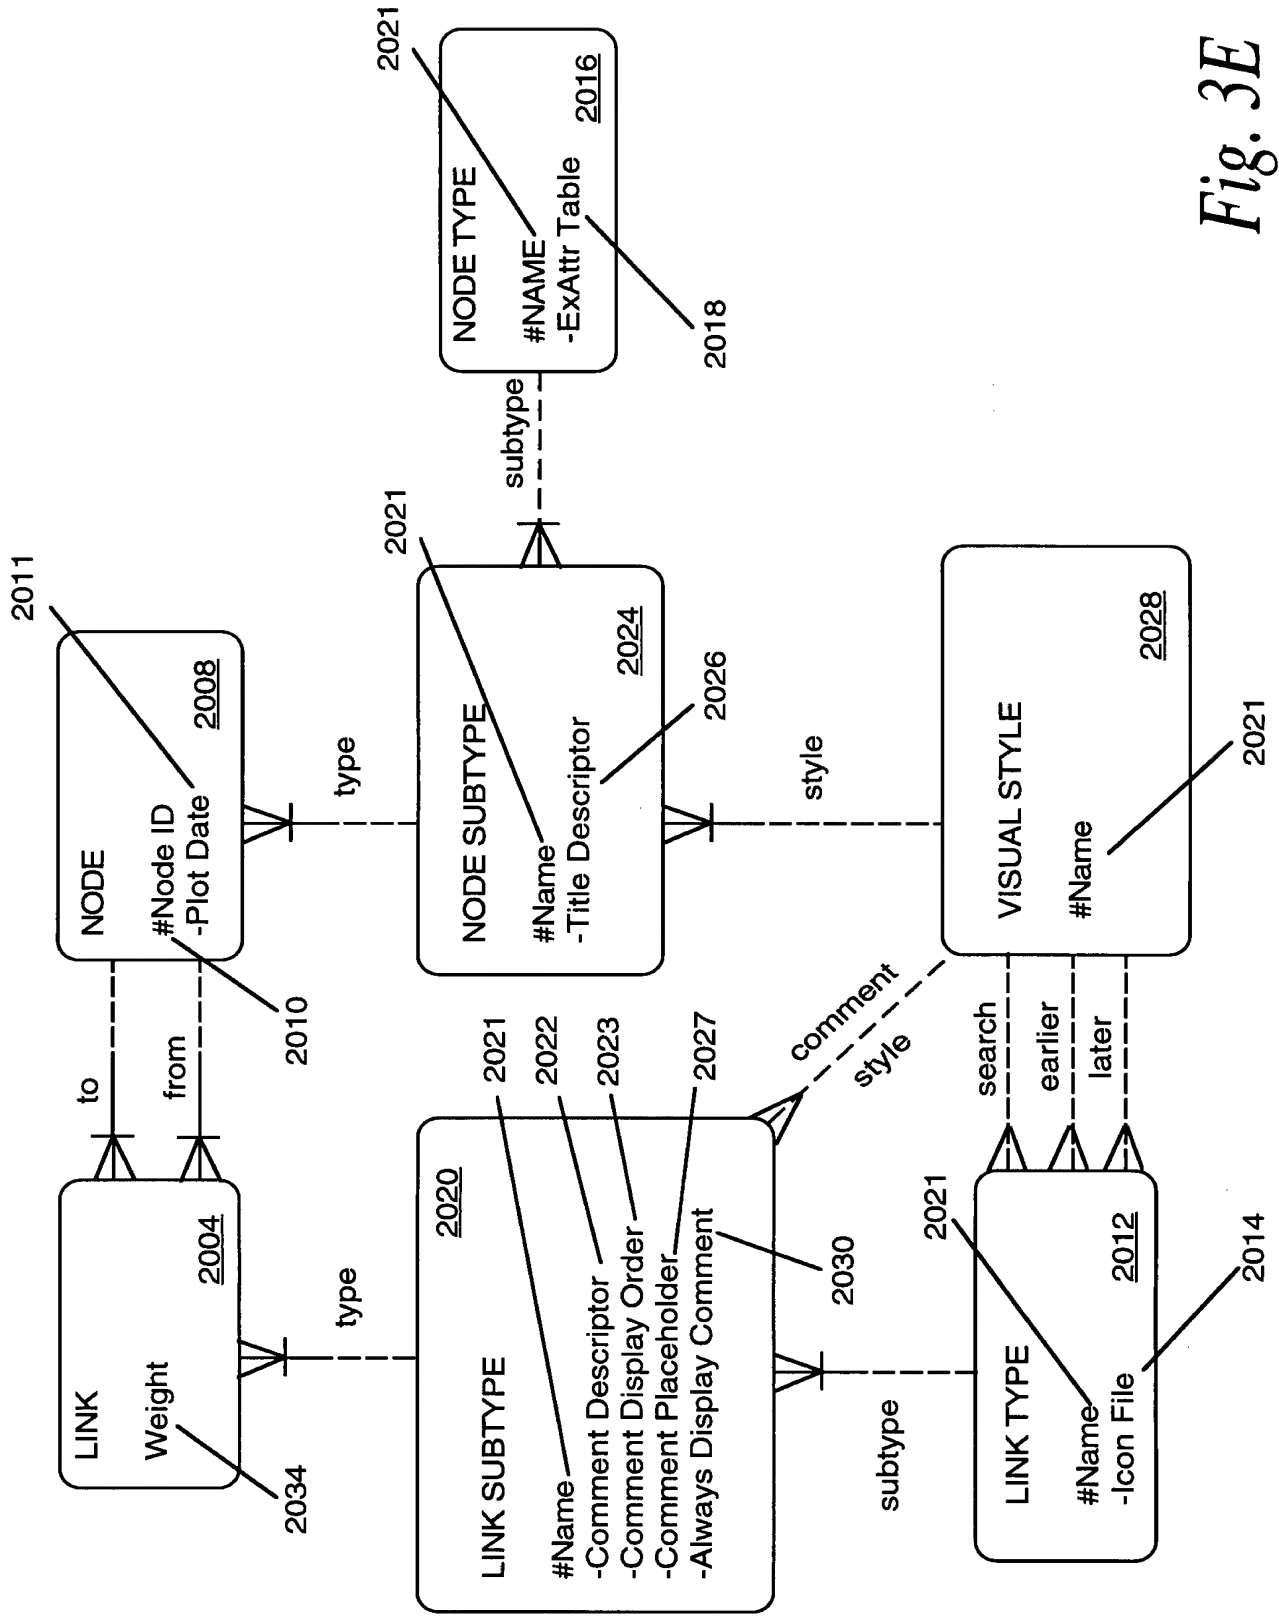 LINK
Weight
2004
2034
to
from
NODE
#Node ID
-Plot Date
2008
2010
2011
type
type
LINK SUBTYPE
2020
#Name
-Comment Descriptor
-Comment Display Order
-Comment Placeholder
-Always Display Comment
2021
2022
2023
2027
2030
NODE SUBTYPE
#Name
-Title Descriptor
2024
2021
2026
subtype
NODE TYPE
#NAME
-ExAttr Table
2016
2021
2018
subtype
style
comment
style
LINK TYPE
#Name
-Icon File
2012
2021
2014
search
earlier
later
VISUAL STYLE
#Name
2028
2021
Fig. 3E